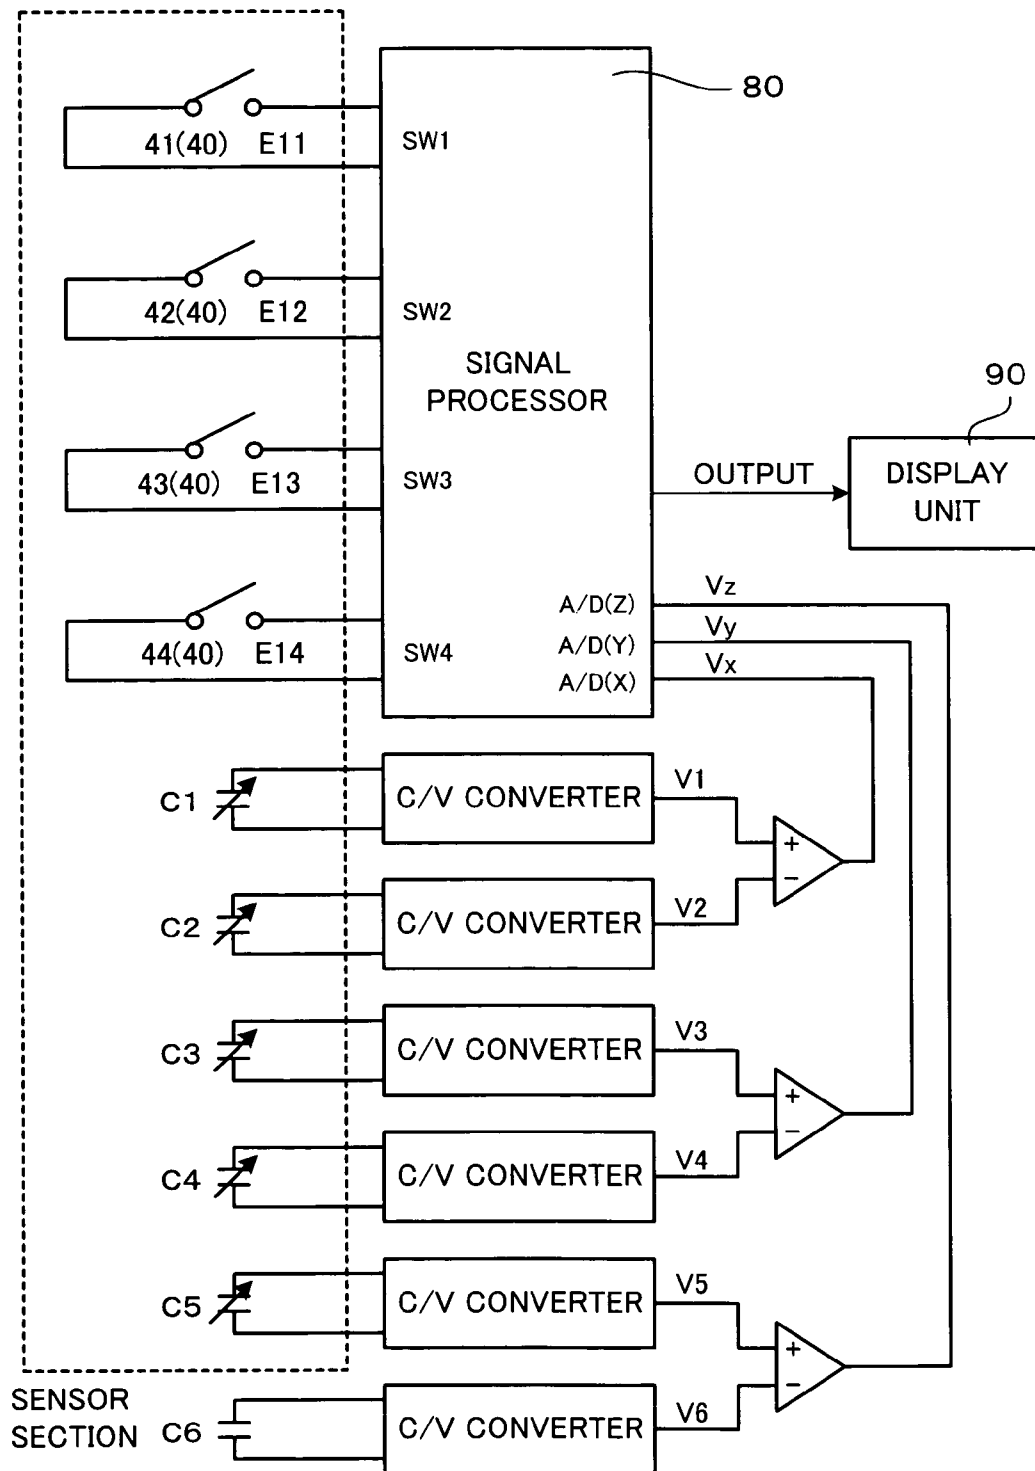 80
41(40) E11
SW1
42(40) E12
SW2
SIGNAL
PROCESSOR
90
43(40) E13
SW3
OUTPUT
DISPLAY
UNIT
44(40) E14
SW4
A/D(Z)
Vz
A/D(Y)
Vy
A/D(X)
Vx
C1
C/V CONVERTER
V1
+
−
C2
C/V CONVERTER
V2
C3
C/V CONVERTER
V3
+
−
C4
C/V CONVERTER
V4
C5
C/V CONVERTER
V5
+
−
SENSOR
SECTION
C6
C/V CONVERTER
V6